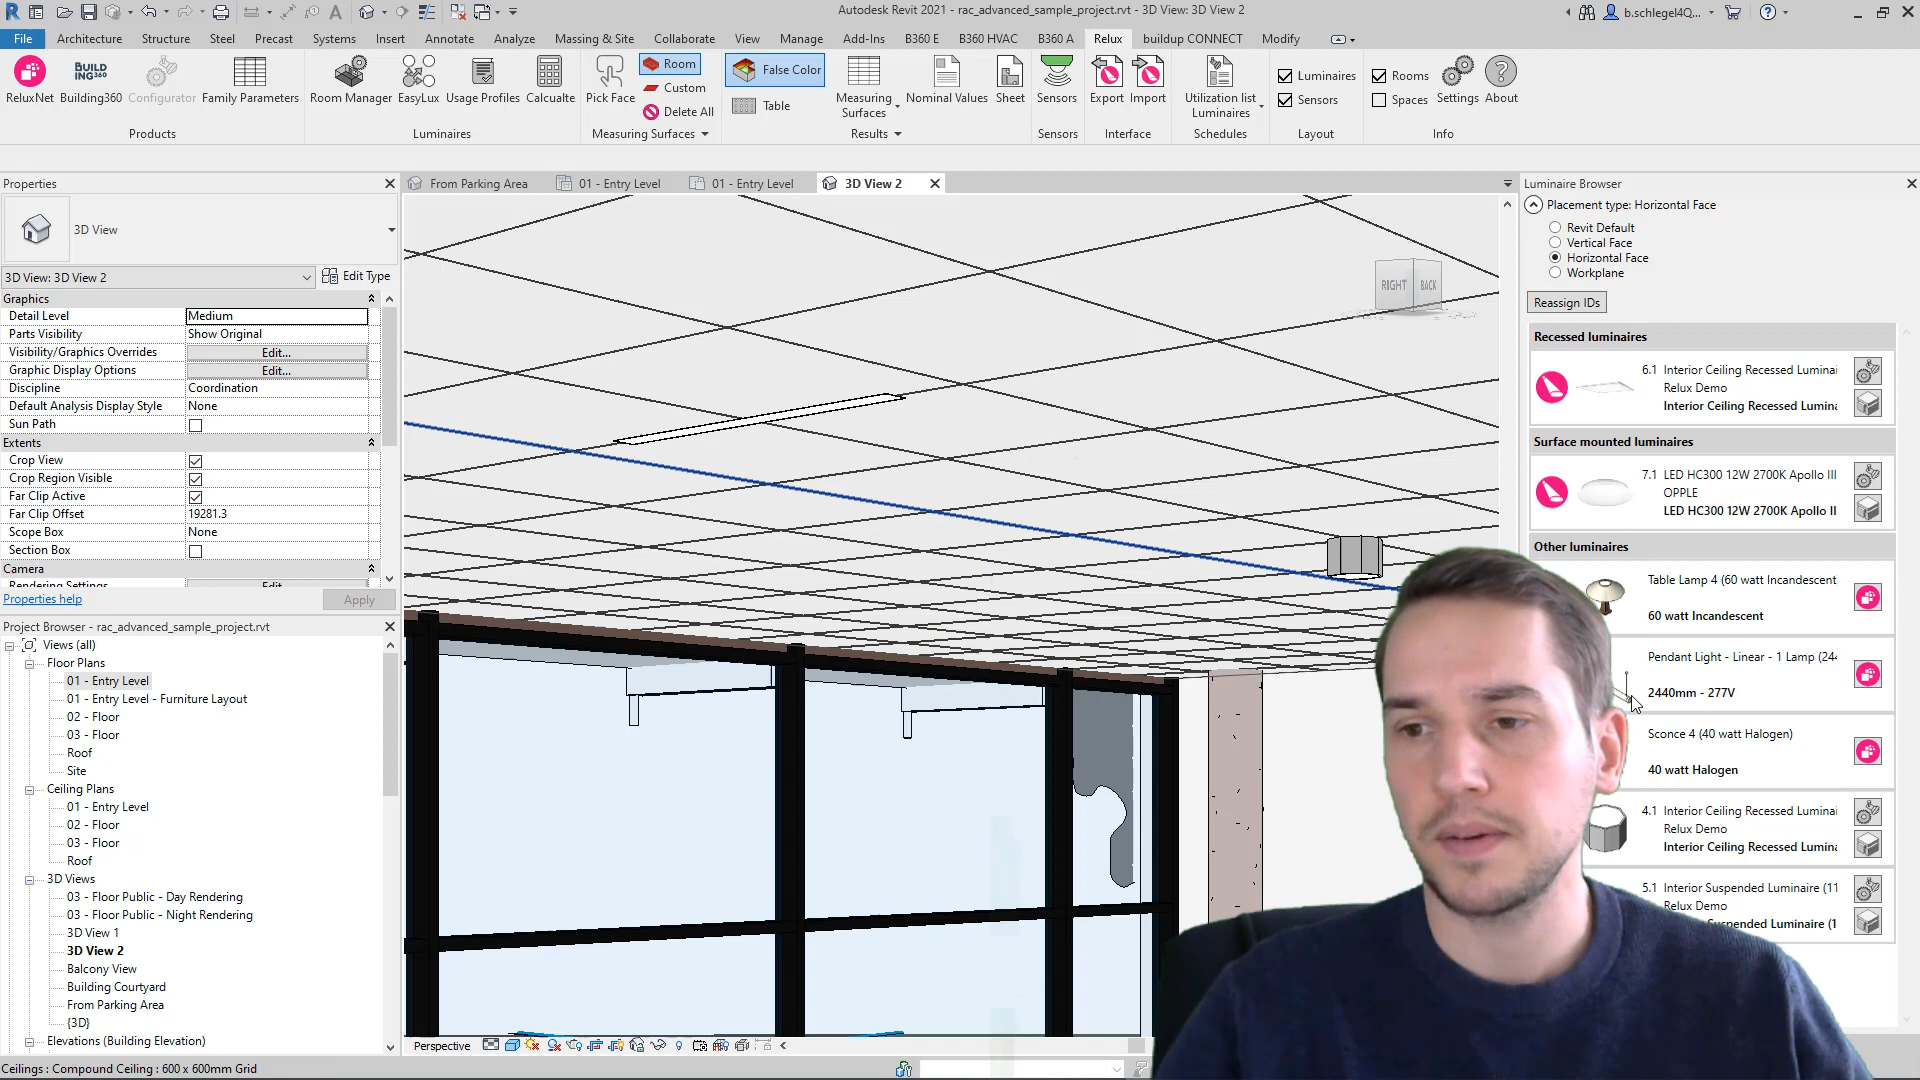 Autodesk Revit 2021 - rac_advanced_sample_project.rvt - 3D View: 3D View 2
b.schlegel4Q...
File Architecture Structure Steel Precast Systems Insert Annotate Analyze Massing & Site Collaborate View Manage Add-Ins B360 E B360 HVAC B360 A Relux buildup CONNECT Modify
ReluxNet
BUILD
ING360
Building360
Configurator
Family Parameters
Products
Room Manager
EasyLux
Usage Profiles
Calcualte
Luminaires
Pick Face
Room
Custom
Delete All
Measuring Surfaces
False Color
Table
Measuring
Surfaces
Nominal Values
Sheet
Results
Sensors
Sensors
Export
Import
Interface
Utilization list
Luminaires
Schedules
Luminaires
Sensors
Layout
Rooms
Spaces
Settings
About
Info
Properties
3D View
3D View: 3D View 2
Edit Type
Graphics
Detail Level Medium
Parts Visibility Show Original
Visibility/Graphics Overrides Edit...
Graphic Display Options Edit...
Discipline Coordination
Default Analysis Display Style None
Sun Path
Extents
Crop View
Crop Region Visible
Far Clip Active
Far Clip Offset 19281.3
Scope Box None
Section Box
Camera
Rendering Settings Edit...
Properties help
Apply
Project Browser - rac_advanced_sample_project.rvt
Views (all)
Floor Plans
01 - Entry Level
01 - Entry Level - Furniture Layout
02 - Floor
03 - Floor
Roof
Site
Ceiling Plans
01 - Entry Level
02 - Floor
03 - Floor
Roof
3D Views
03 - Floor Public - Day Rendering
03 - Floor Public - Night Rendering
3D View 1
3D View 2
Balcony View
Building Courtyard
From Parking Area
{3D}
Elevations (Building Elevation)
Ceilings : Compound Ceiling : 600 x 600mm Grid
From Parking Area
01 - Entry Level
01 - Entry Level
3D View 2
RIGHT
BACK
Perspective
Luminaire Browser
Placement type: Horizontal Face
Revit Default
Vertical Face
Horizontal Face
Workplane
Reassign IDs
Recessed luminaires
6.1 Interior Ceiling Recessed Luminai
Relux Demo
Interior Ceiling Recessed Lumina
Surface mounted luminaires
7.1 LED HC300 12W 2700K Apollo III
OPPLE
LED HC300 12W 2700K Apollo II
Other luminaires
Table Lamp 4 (60 watt Incandescent
60 watt Incandescent
Pendant Light - Linear - 1 Lamp (244
2440mm - 277V
Sconce 4 (40 watt Halogen)
40 watt Halogen
4.1 Interior Ceiling Recessed Lumina
Relux Demo
Interior Ceiling Recessed Lumina
5.1 Interior Suspended Luminaire (11
Relux Demo
Suspended Luminaire (1